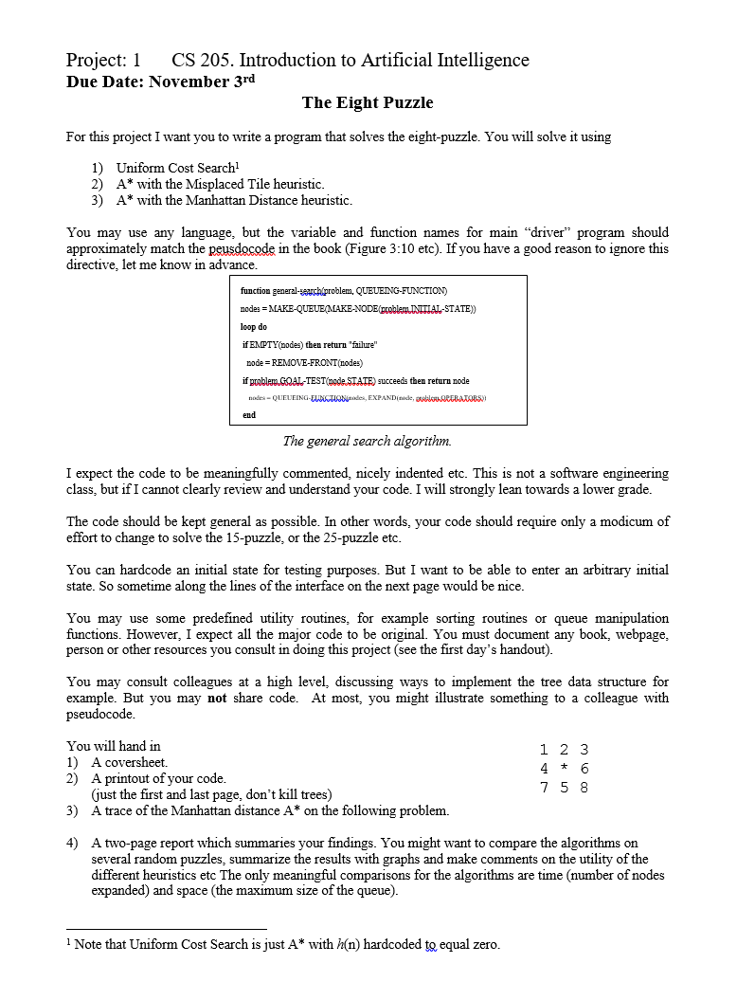 Project: 1 CS 205. Introduction to Artificial Intelligence
Due Date: November 3rd
The Eight Puzzle
For this project I want you to write a program that solves the eight-puzzle. You will solve it using
1) Uniform Cost Search1
2) A* with the Misplaced Tile heuristic.
3) A* with the Manhattan Distance heuristic.
You may use any language, but the variable and function names for main “driver” program should
approximately match the peusdocode in the book (Figure 3:10 etc). If you have a good reason to ignore this
directive, let me know in advance.
function general-search(problem, QUEUEING-FUNCTION)
nodes = MAKE-QUEUE(MAKE-NODE(problem.INITIAL-STATE))
loop do
if EMPTY(nodes) then return "failure"
node = REMOVE-FRONT(nodes)
if problem.GOAL-TEST(node.STATE) succeeds then return node
nodes = QUEUEING-FUNCTION(nodes, EXPAND(node, problem.OPERATORS))
end
The general search algorithm.
I expect the code to be meaningfully commented, nicely indented etc. This is not a software engineering
class, but if I cannot clearly review and understand your code. I will strongly lean towards a lower grade.
The code should be kept general as possible. In other words, your code should require only a modicum of
effort to change to solve the 15-puzzle, or the 25-puzzle etc.
You can hardcode an initial state for testing purposes. But I want to be able to enter an arbitrary initial
state. So sometime along the lines of the interface on the next page would be nice.
You may use some predefined utility routines, for example sorting routines or queue manipulation
functions. However, I expect all the major code to be original. You must document any book, webpage,
person or other resources you consult in doing this project (see the first day’s handout).
You may consult colleagues at a high level, discussing ways to implement the tree data structure for
example. But you may not share code. At most, you might illustrate something to a colleague with
pseudocode.
You will hand in
1) A coversheet.
2) A printout of your code.
(just the first and last page, don’t kill trees)
3) A trace of the Manhattan distance A* on the following problem.
1 2 3
4 * 6
7 5 8
4) A two-page report which summaries your findings. You might want to compare the algorithms on
several random puzzles, summarize the results with graphs and make comments on the utility of the
different heuristics etc The only meaningful comparisons for the algorithms are time (number of nodes
expanded) and space (the maximum size of the queue).
1 Note that Uniform Cost Search is just A* with h(n) hardcoded to equal zero.